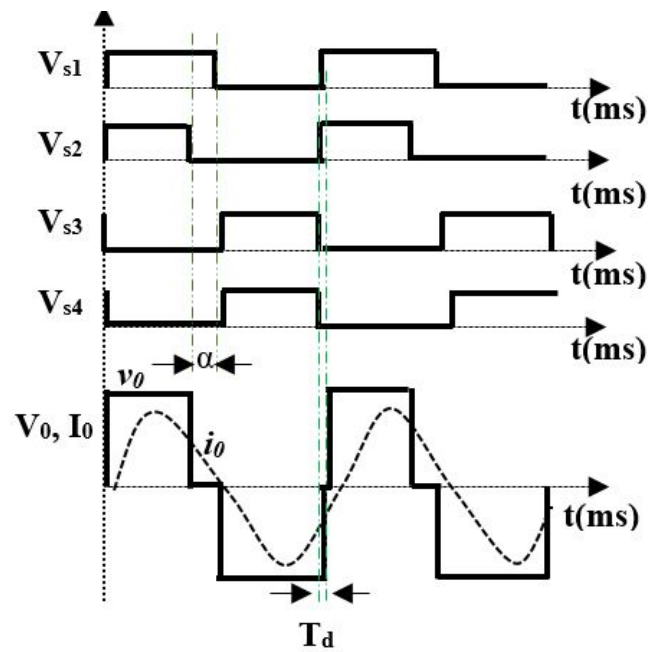 Vs1
t(ms)
Vs2
t(ms)
Vs3
t(ms)
Vs4
t(ms)
α
v0
V0, I0
i0
t(ms)
Td